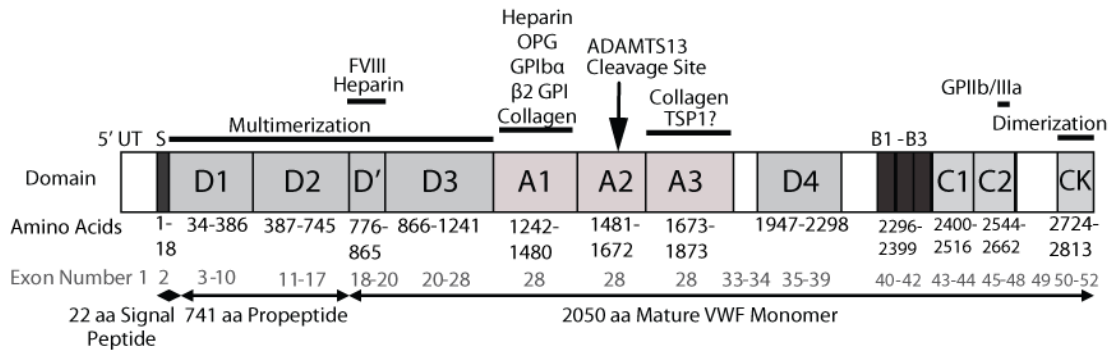 Heparin
OPG
GPIbα
β2 GPI
Collagen
ADAMTS13
Cleavage Site
FVIII
Heparin
Collagen
TSP1?
GPIIb/IIIa
Multimerization
Dimerization
5’ UT S B1-B3
Domain D1 D2 D’ D3 A1 A2 A3 D4 C1 C2 CK
Amino Acids 1-18 34-386 387-745 776-865 866-1241 1242-1480 1481-1672 1673-1873 1947-2298 2296-2399 2400-2516 2544-2662 2724-2813
Exon Number 1 2 3-10 11-17 18-20 20-28 28 28 28 33-34 35-39 40-42 43-44 45-48 49 50-52
22 aa Signal
Peptide
741 aa Propeptide
2050 aa Mature VWF Monomer